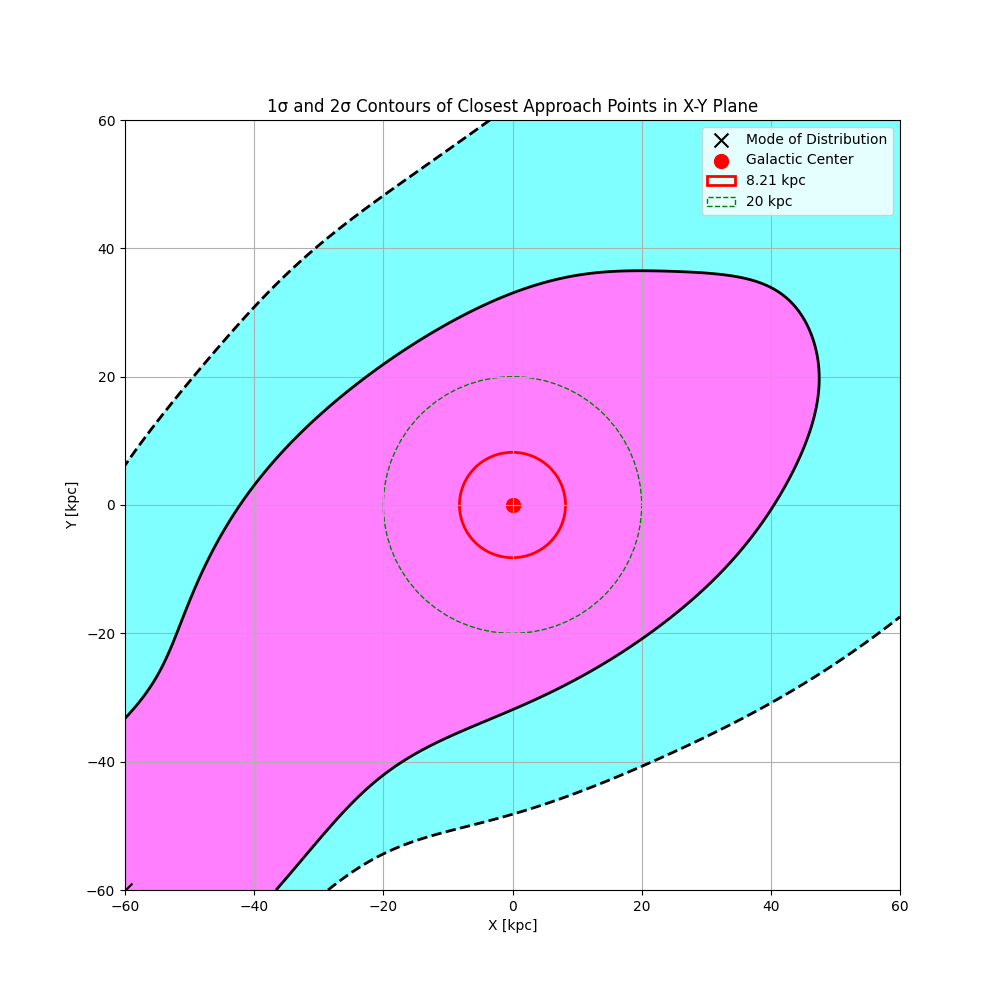 1σ and 2σ Contours of Closest Approach Points in X-Y Plane
Mode of Distribution
Galactic Center
8.21 kpc
20 kpc
60
40
20
0
−20
−40
−60
Y [kpc]
−60 −40 −20 0 20 40 60
X [kpc]